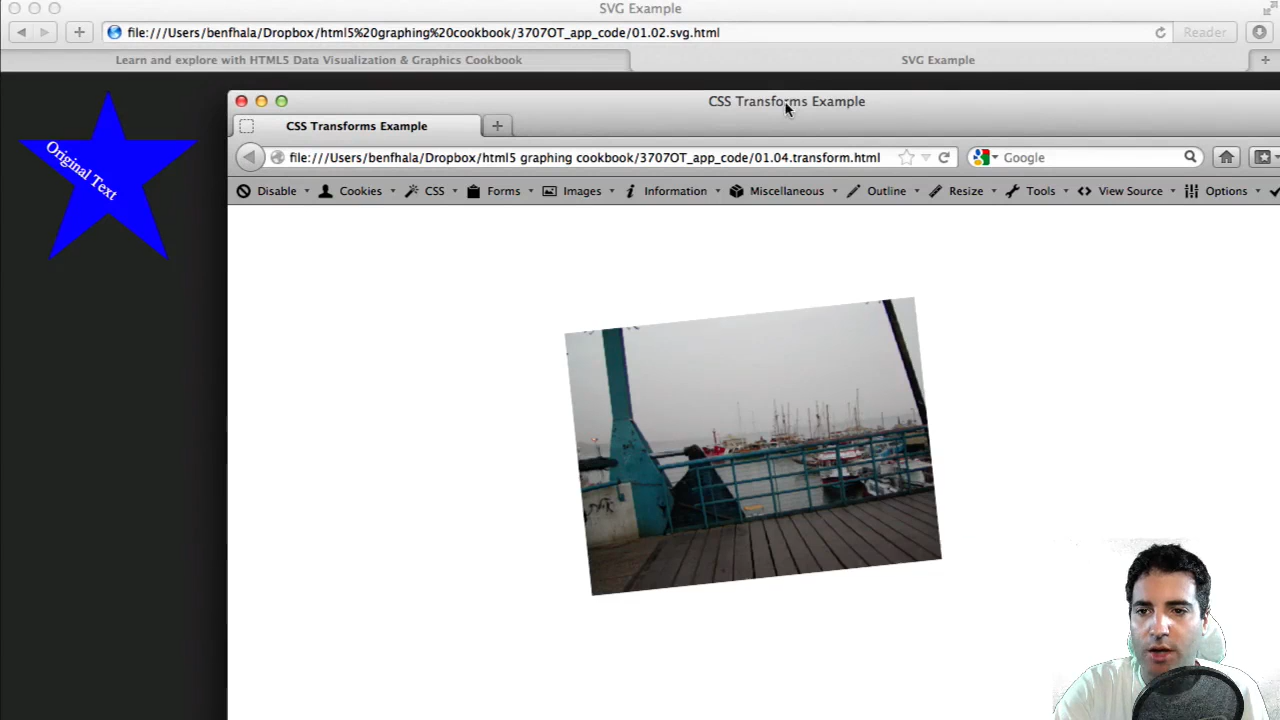 SVG Example
file:///Users/benfhala/Dropbox/html5%20graphing%20cookbook/3707OT_app_code/01.02.svg.html
Reader
Learn and explore with HTML5 Data Visualization & Graphics Cookbook
SVG Example
Original Text
CSS Transforms Example
CSS Transforms Example
file:///Users/benfhala/Dropbox/html5 graphing cookbook/3707OT_app_code/01.04.transform.html
Google
Disable Cookies CSS Forms Images Information Miscellaneous Outline Resize Tools View Source Options